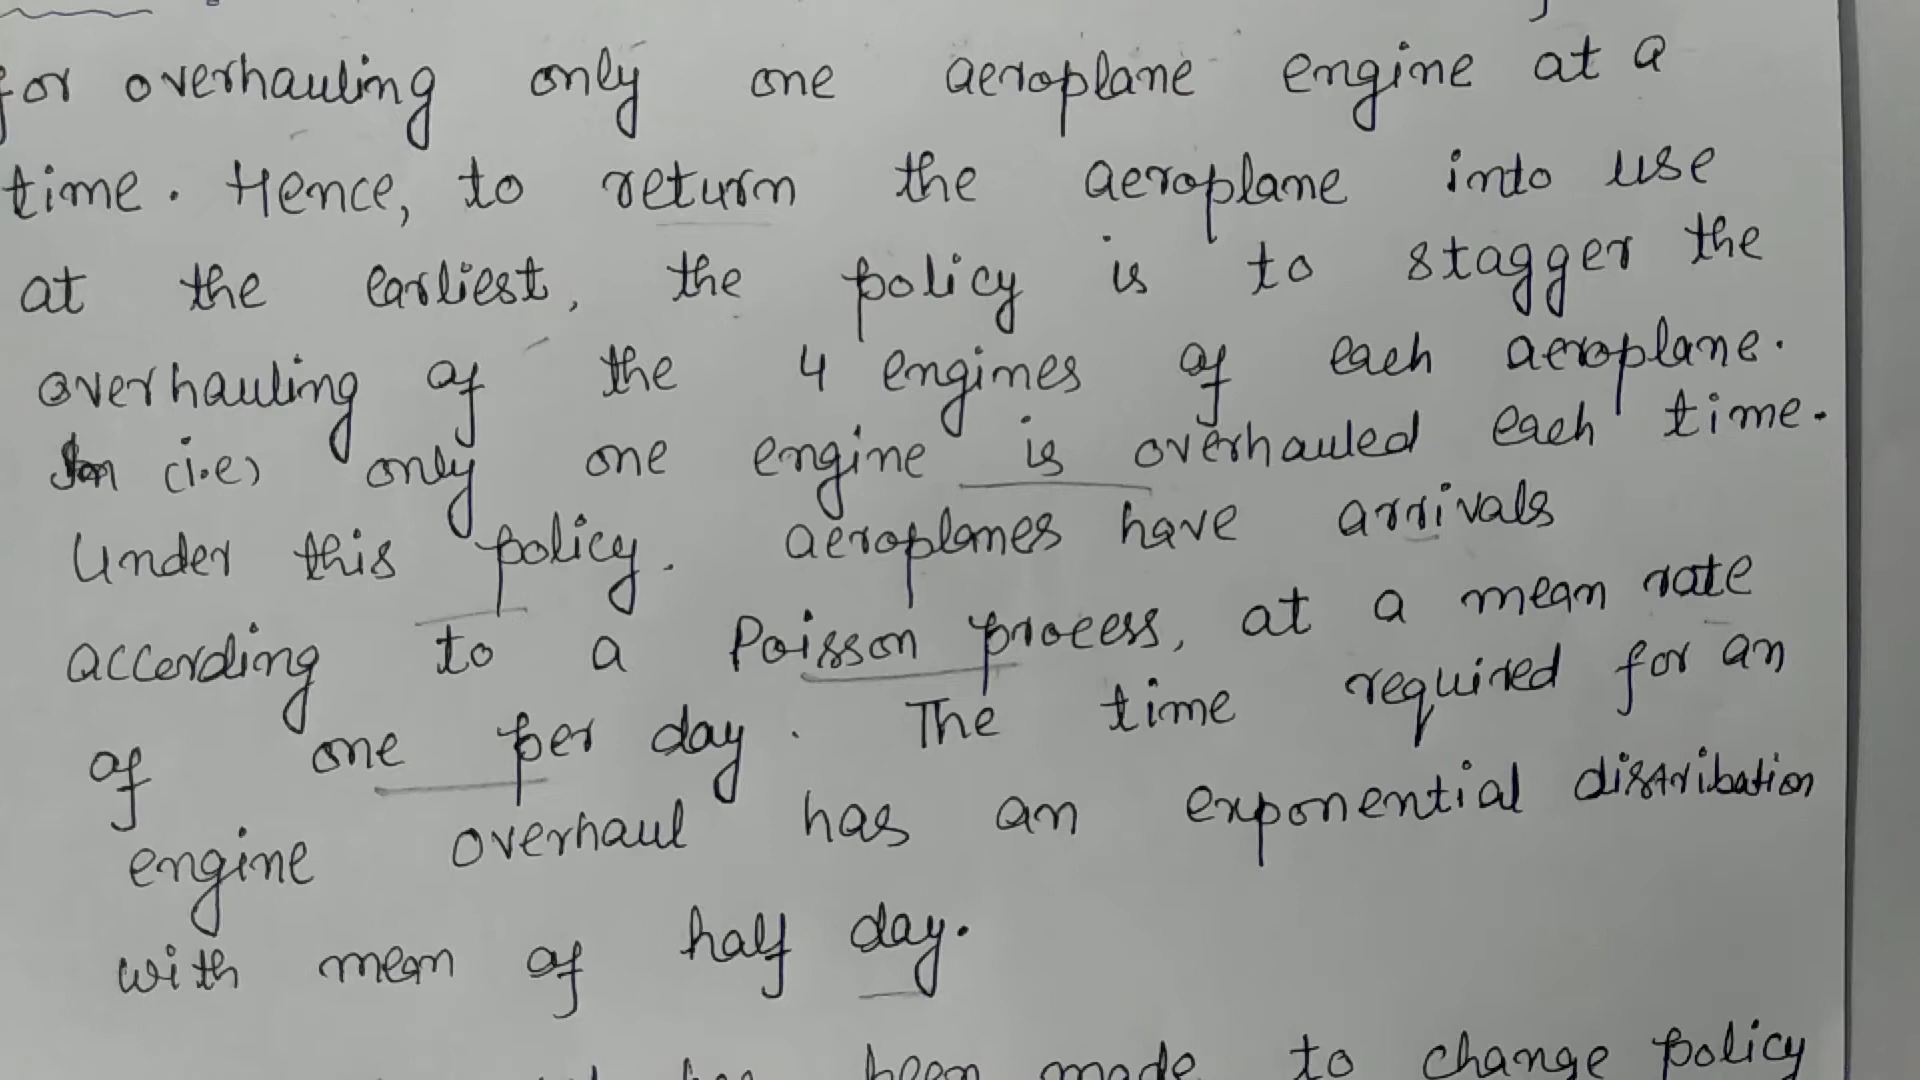 for overhauling only one aeroplane engine at a
time. Hence, to return the aeroplane into use
at the earliest, the policy is to stagger the
overhauling of the 4 engines of each aeroplane.
(i.e) only one engine is overhauled each time.
Under this policy. aeroplanes have arrivals
according to a Poisson process, at a mean rate
of one per day. The time required for an
engine overhaul has an exponential distribation
with mean of half day.
been made to change policy